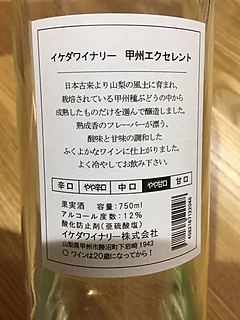 イケダワイナリー 甲州エクセレント
日本古来より山梨の風土に育まれ、
栽培されている甲州種ぶどうの中から
成熟したものだけを選んで醸造しました。
熟成香のフレーバーが漂う、
酸味と甘味の調和した
ふくよかなワインに仕上がりました。
よく冷やしてお飲み下さい。
辛口 やや辛口 中口 やや甘口 甘口
果実酒 容量:750ml
アルコール度数:12%
酸化防止剤(亜硫酸塩)
イケダワイナリー株式会社
山梨県甲州市勝沼町下岩崎1943
○ワインは20歳になってから!